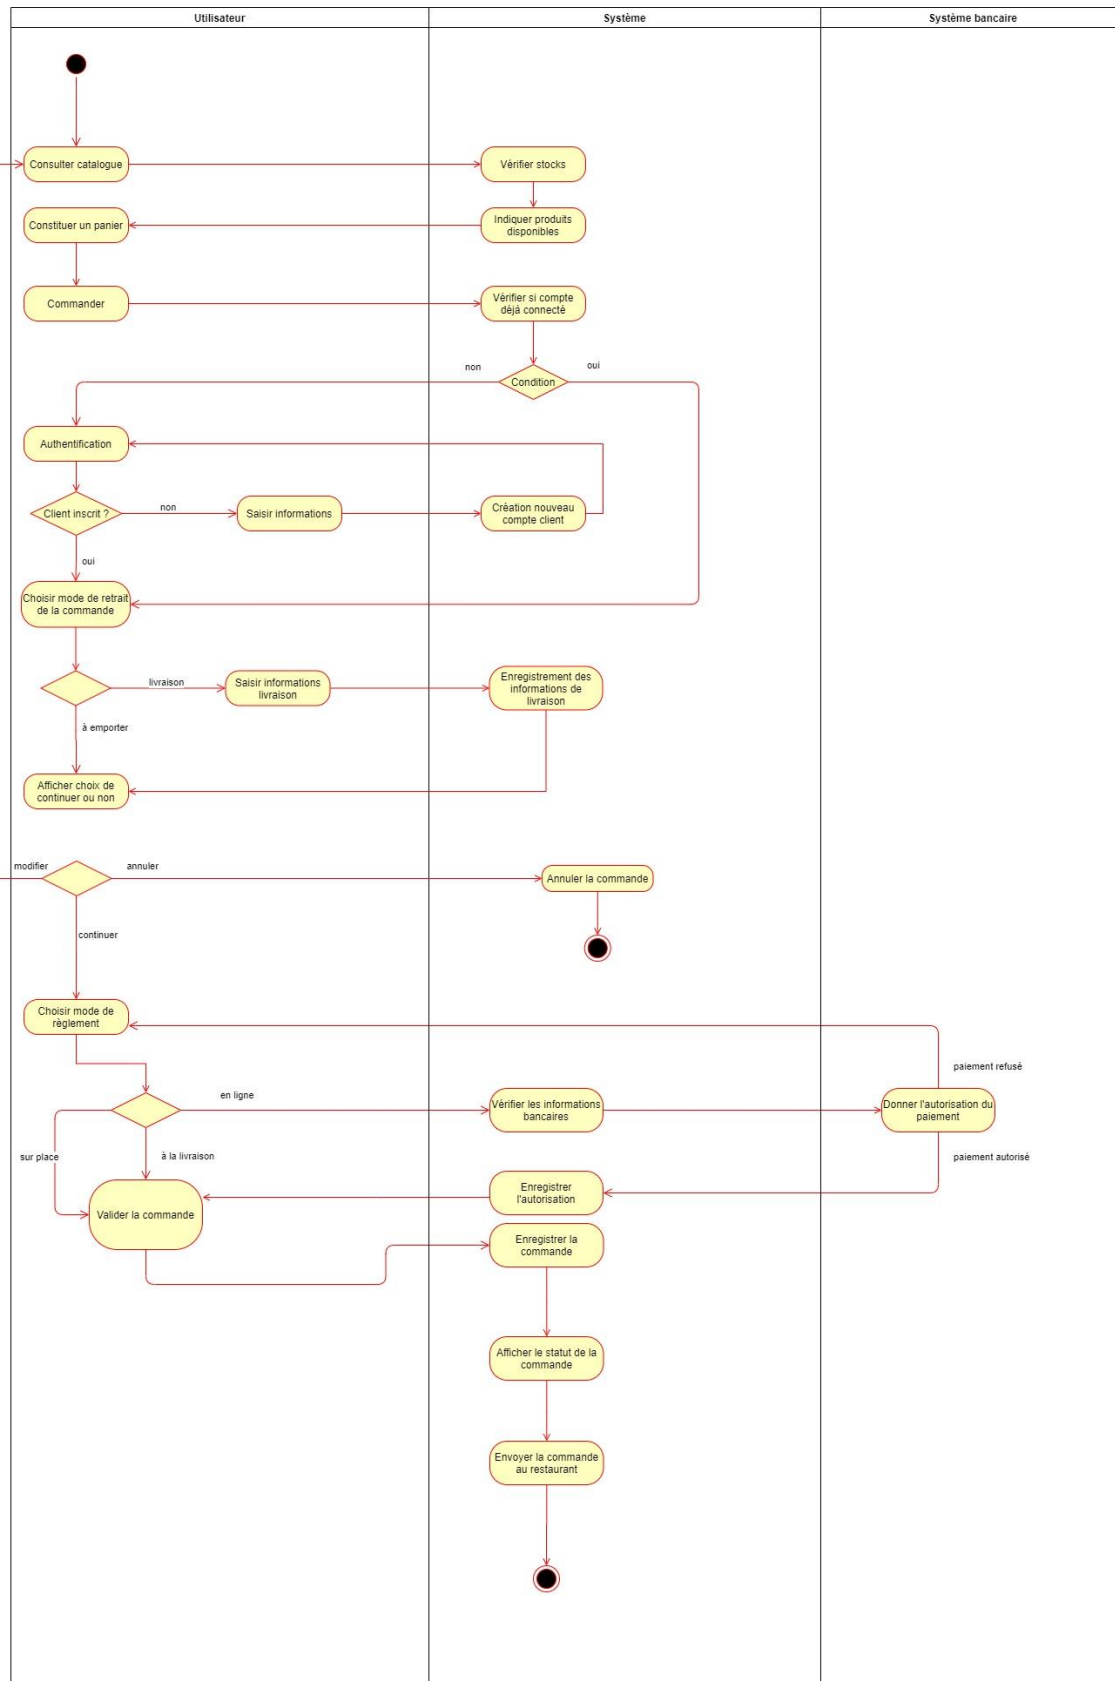 Utilisateur
Système
Système bancaire
Consulter catalogue
Vérifier stocks
Constituer un panier
Indiquer produits
disponibles
Commander
Vérifier si compte
déjà connecté
non
oui
Condition
Authentification
Client inscrit ?
non
Saisir informations
Création nouveau
compte client
oui
Choisir mode de retrait
de la commande
livraison
Saisir informations
livraison
Enregistrement des
informations de
livraison
à emporter
Afficher choix de
continuer ou non
modifier
annuler
Annuler la commande
continuer
Choisir mode de
règlement
paiement refusé
en ligne
Vérifier les informations
bancaires
Donner l'autorisation du
paiement
sur place
à la livraison
paiement autorisé
Enregistrer
l'autorisation
Valider la commande
Enregistrer la
commande
Afficher le statut de la
commande
Envoyer la commande
au restaurant